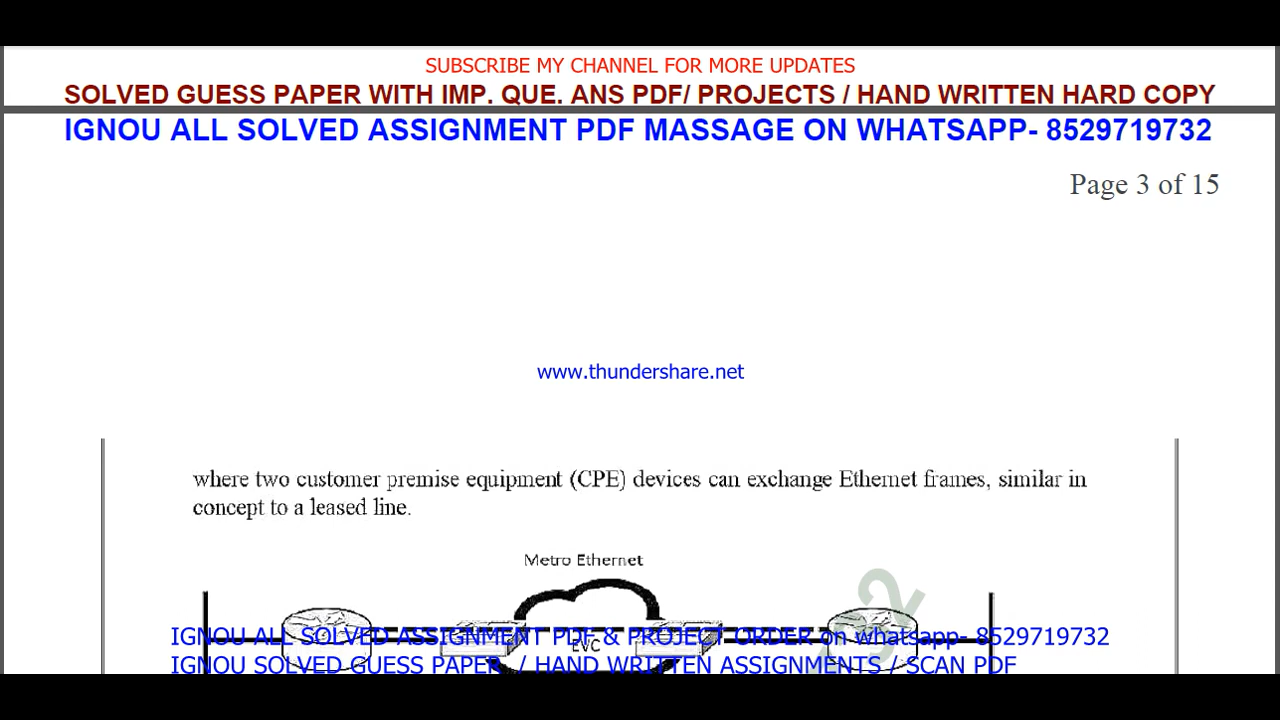 SUBSCRIBE MY CHANNEL FOR MORE UPDATES
SOLVED GUESS PAPER WITH IMP. QUE. ANS PDF/ PROJECTS / HAND WRITTEN HARD COPY
IGNOU ALL SOLVED ASSIGNMENT PDF MASSAGE ON WHATSAPP- 8529719732
Page 3 of 15
www.thundershare.net
where two customer premise equipment (CPE) devices can exchange Ethernet frames, similar in
concept to a leased line.
Metro Ethernet
IGNOU ALL SOLVED ASSIGNMENT PDF & PROJECT ORDER on whatsapp- 8529719732
EVC
IGNOU SOLVED GUESS PAPER / HAND WRITTEN ASSIGNMENTS / SCAN PDF